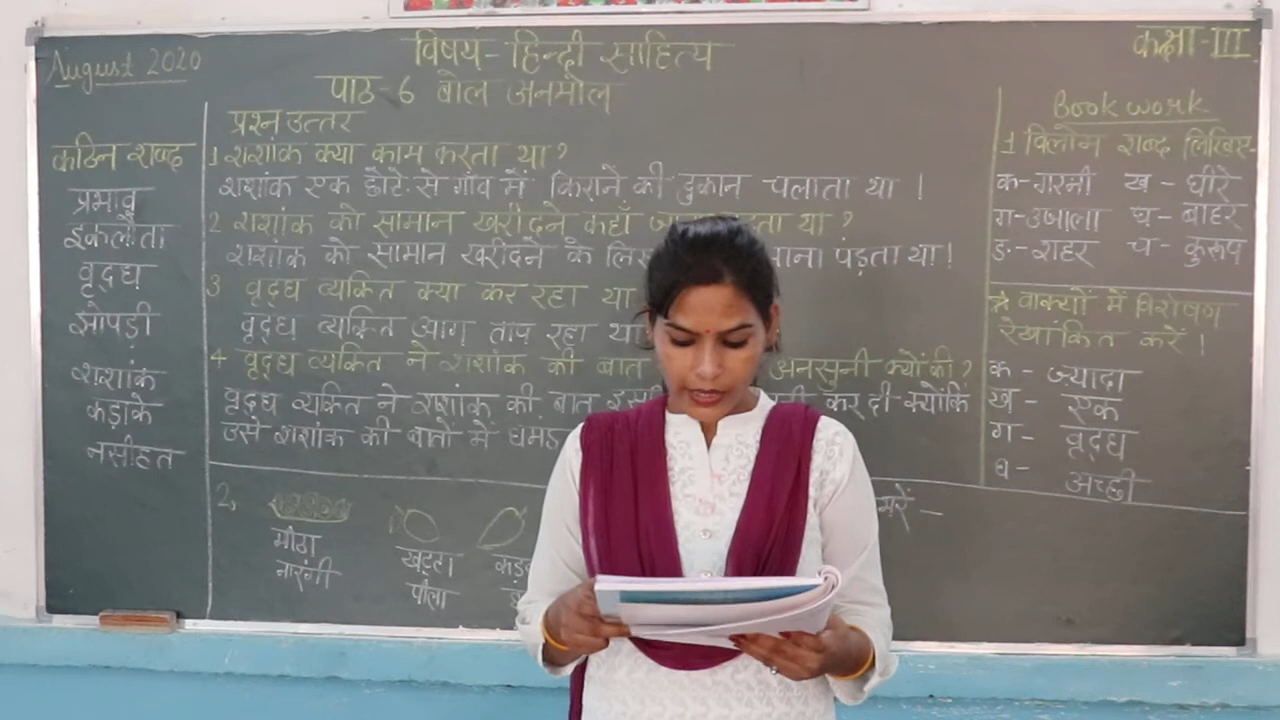 August 2020
विषय- हिन्दी साहित्य
कक्षा-III
पाठ-6 बोल अनमोल
कठिन शब्द
प्रभाव
इकलौता
वृद्ध
झोपड़ी
शशांक
कड़ाके
नसीहत
प्रश्न उत्तर
1 शशांक क्या काम करता था?
शशांक एक छोटे से गाँव में किराने की दुकान चलाता था !
2 शशांक को सामान खरीदने कहाँ था ?
शशांक को सामान खरीदने के पड़ता था!
3 वृद्ध व्यक्ति क्या कर रहा था
वृद्ध व्यक्ति आग ताप रहा था
4 वृद्ध व्यक्ति ने शशांक की बात अनसुनी क्यों की?
वृद्ध व्यक्ति ने शशांक की बात कर दी क्योंकि
उसे शशांक की बातों में
2,
मीठा
नारंगी
खट्टा
पीला
Book work
1 विलोम शब्द लिखिए-
क-गरमी ख - धीरे
ग-उजाला घ- बाहर
ङ-शहर च- कुरूप
वाक्यों में विशेषण
रेखांकित करें।
क- ज्यादा
ख- एक
ग- वृद्ध
घ- अच्छी